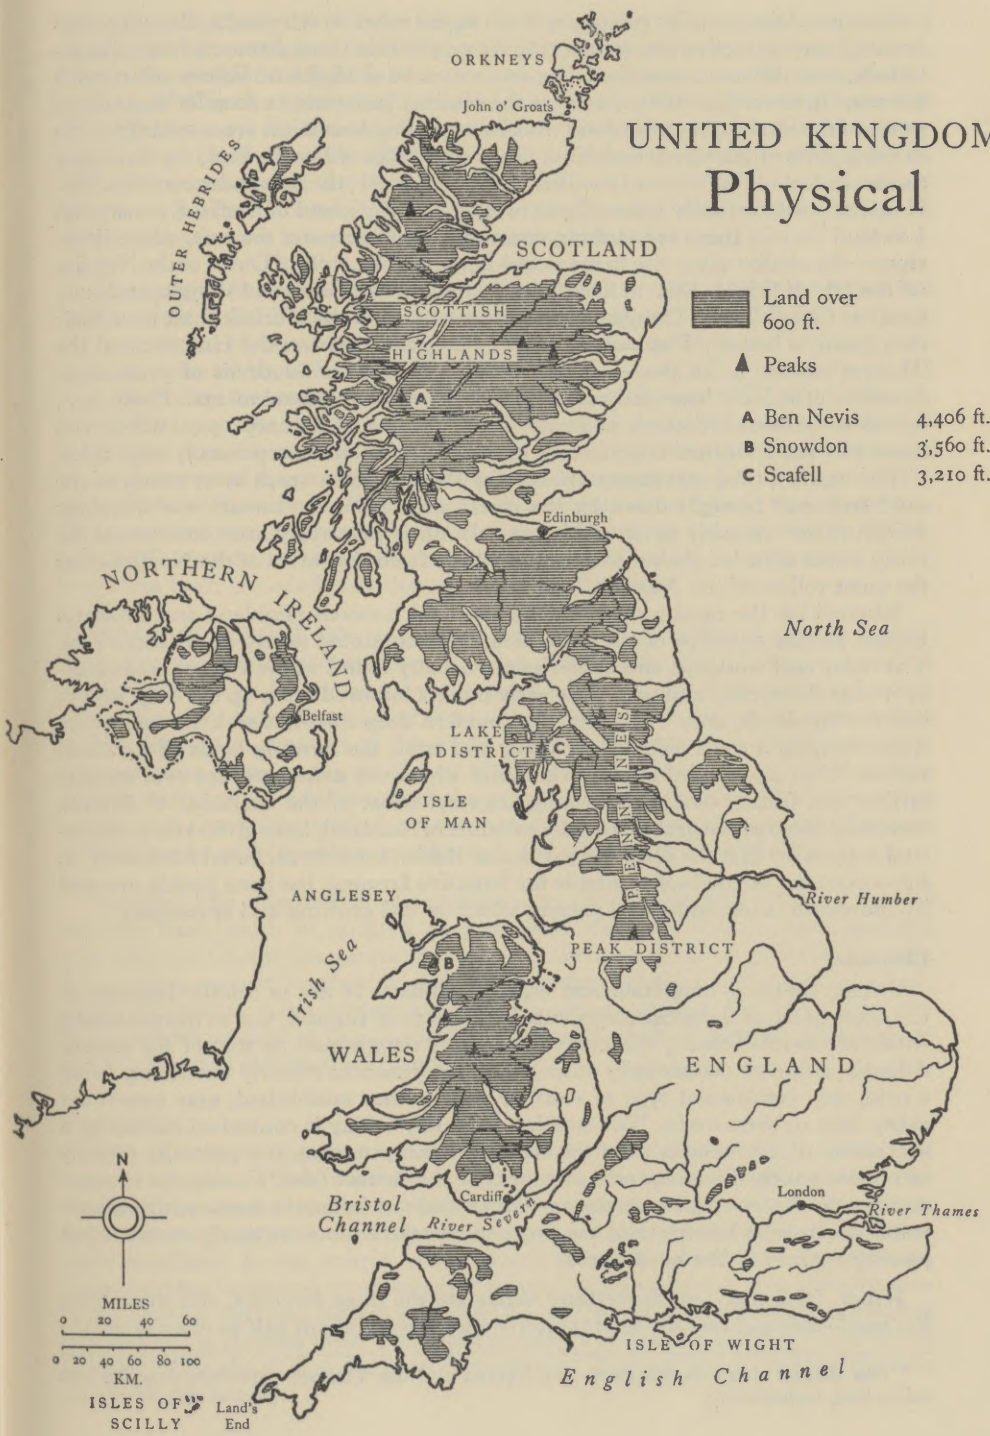 ORKNEYS
John o' Groats
UNITED KINGDOM
Physical
OUTER HEBRIDES
SCOTLAND
Land over
600 ft.
SCOTTISH
HIGHLANDS
Peaks
A
A Ben Nevis 4,406 ft.
B Snowdon 3,560 ft.
C Scafell 3,210 ft.
Edinburgh
NORTHERN IRELAND
North Sea
Belfast
LAKE
DISTRICT
C
PENNINES
ISLE
OF MAN
ANGLESEY
River Humber
PEAK DISTRICT
Irish Sea
B
WALES
ENGLAND
N
Cardiff
London
Bristol
Channel
River Severn
River Thames
MILES
0 20 40 60
0 20 40 60 80 100
KM.
ISLE OF WIGHT
English Channel
ISLES OF
SCILLY
Land's
End